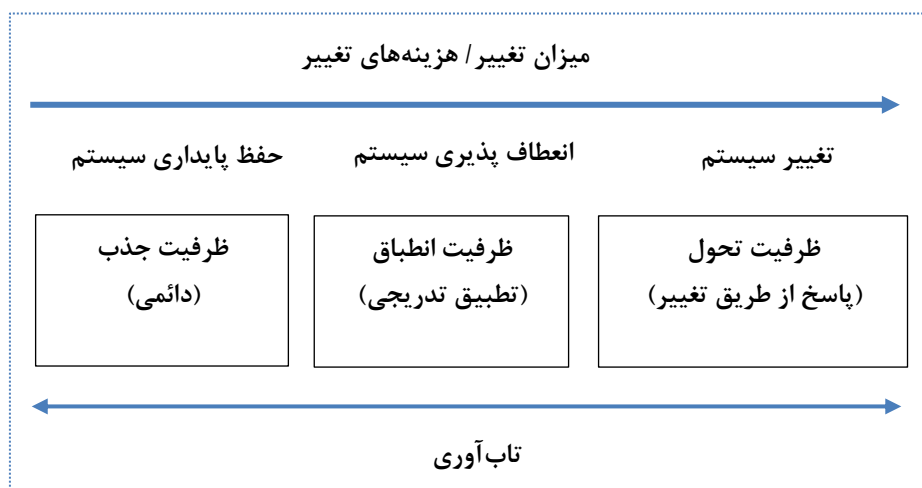 میزان تغییر/ هزینه‌های تغییر
تغییر سیستم
انعطاف پذیری سیستم
حفظ پایداری سیستم
ظرفیت تحول
(پاسخ از طریق تغییر)
ظرفیت انطباق
(تطبیق تدریجی)
ظرفیت جذب
(دائمی)
تاب‌آوری